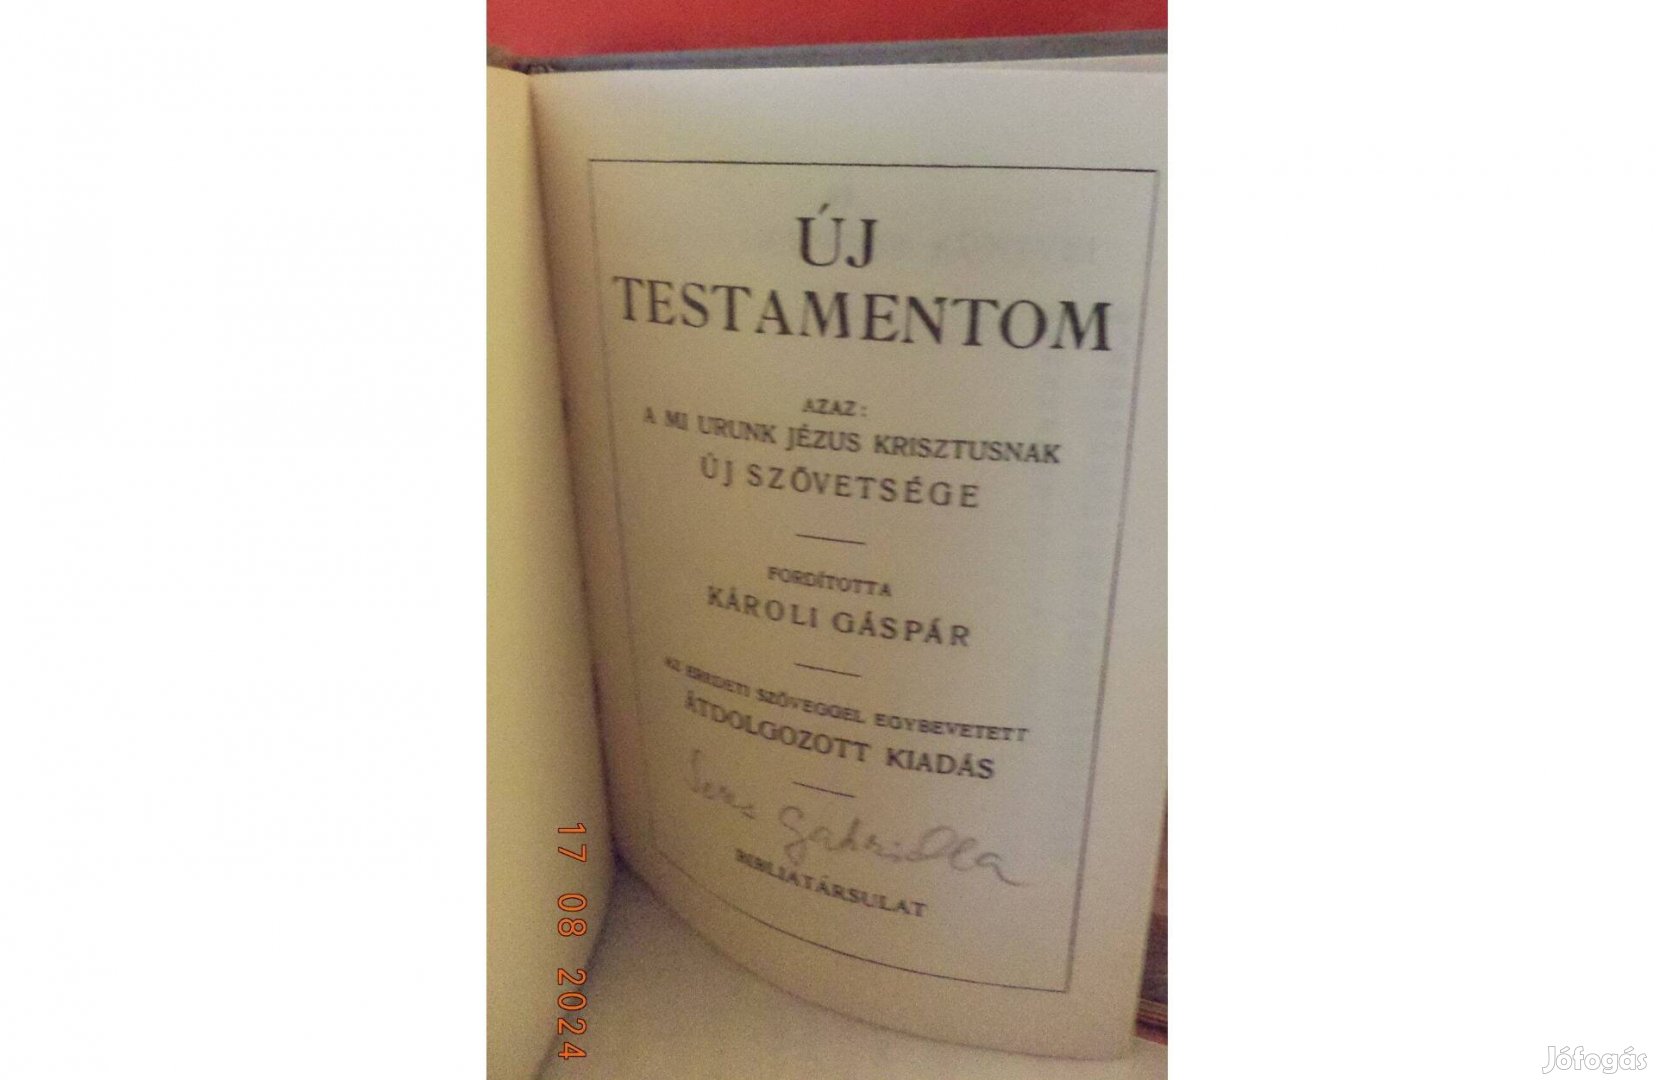 ÚJ
TESTAMENTOM
AZAZ:
A MI URUNK JÉZUS KRISZTUSNAK
ÚJ SZÖVETSÉGE
FORDÍTOTTA
KÁROLI GÁSPÁR
AZ EREDETI SZÖVEGGEL EGYBEVETETT
ÁTDOLGOZOTT KIADÁS
Gabriella
BIBLIATÁRSULAT
17 08 2024
Jófogás